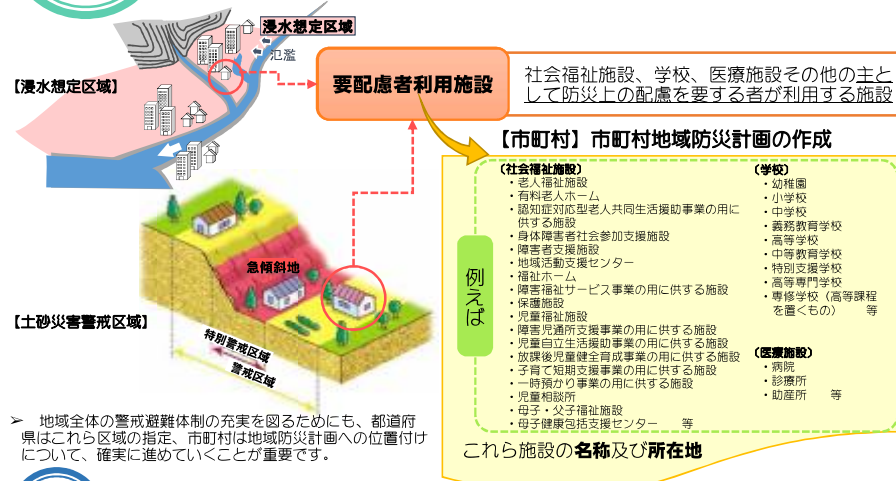 浸水想定区域
氾濫
【浸水想定区域】
要配慮者利用施設
社会福祉施設、学校、医療施設その他の主と
して防災上の配慮を要する者が利用する施設
【市町村】市町村地域防災計画の作成
例えば
（社会福祉施設）
・老人福祉施設
・有料老人ホーム
・認知症対応型老人共同生活援助事業の用に
供する施設
・身体障害者社会参加支援施設
・障害者支援施設
・地域活動支援センター
・福祉ホーム
・障害福祉サービス事業の用に供する施設
・保護施設
・児童福祉施設
・障害児通所支援事業の用に供する施設
・児童自立生活援助事業の用に供する施設
・放課後児童健全育成事業の用に供する施設
・子育て短期支援事業の用に供する施設
・一時預かり事業の用に供する施設
・児童相談所
・母子・父子福祉施設
・母子健康包括支援センター　　等
（学校）
・幼稚園
・小学校
・中学校
・義務教育学校
・高等学校
・中等教育学校
・特別支援学校
・高等専門学校
・専修学校（高等課程
を置くもの）　　等
（医療施設）
・病院
・診療所
・助産所　　等
これら施設の名称及び所在地
急傾斜地
【土砂災害警戒区域】
特別警戒区域
警戒区域
➢　地域全体の警戒避難体制の充実を図るためにも、都道府
県はこれら区域の指定、市町村は地域防災計画への位置付け
について、確実に進めていくことが重要です。